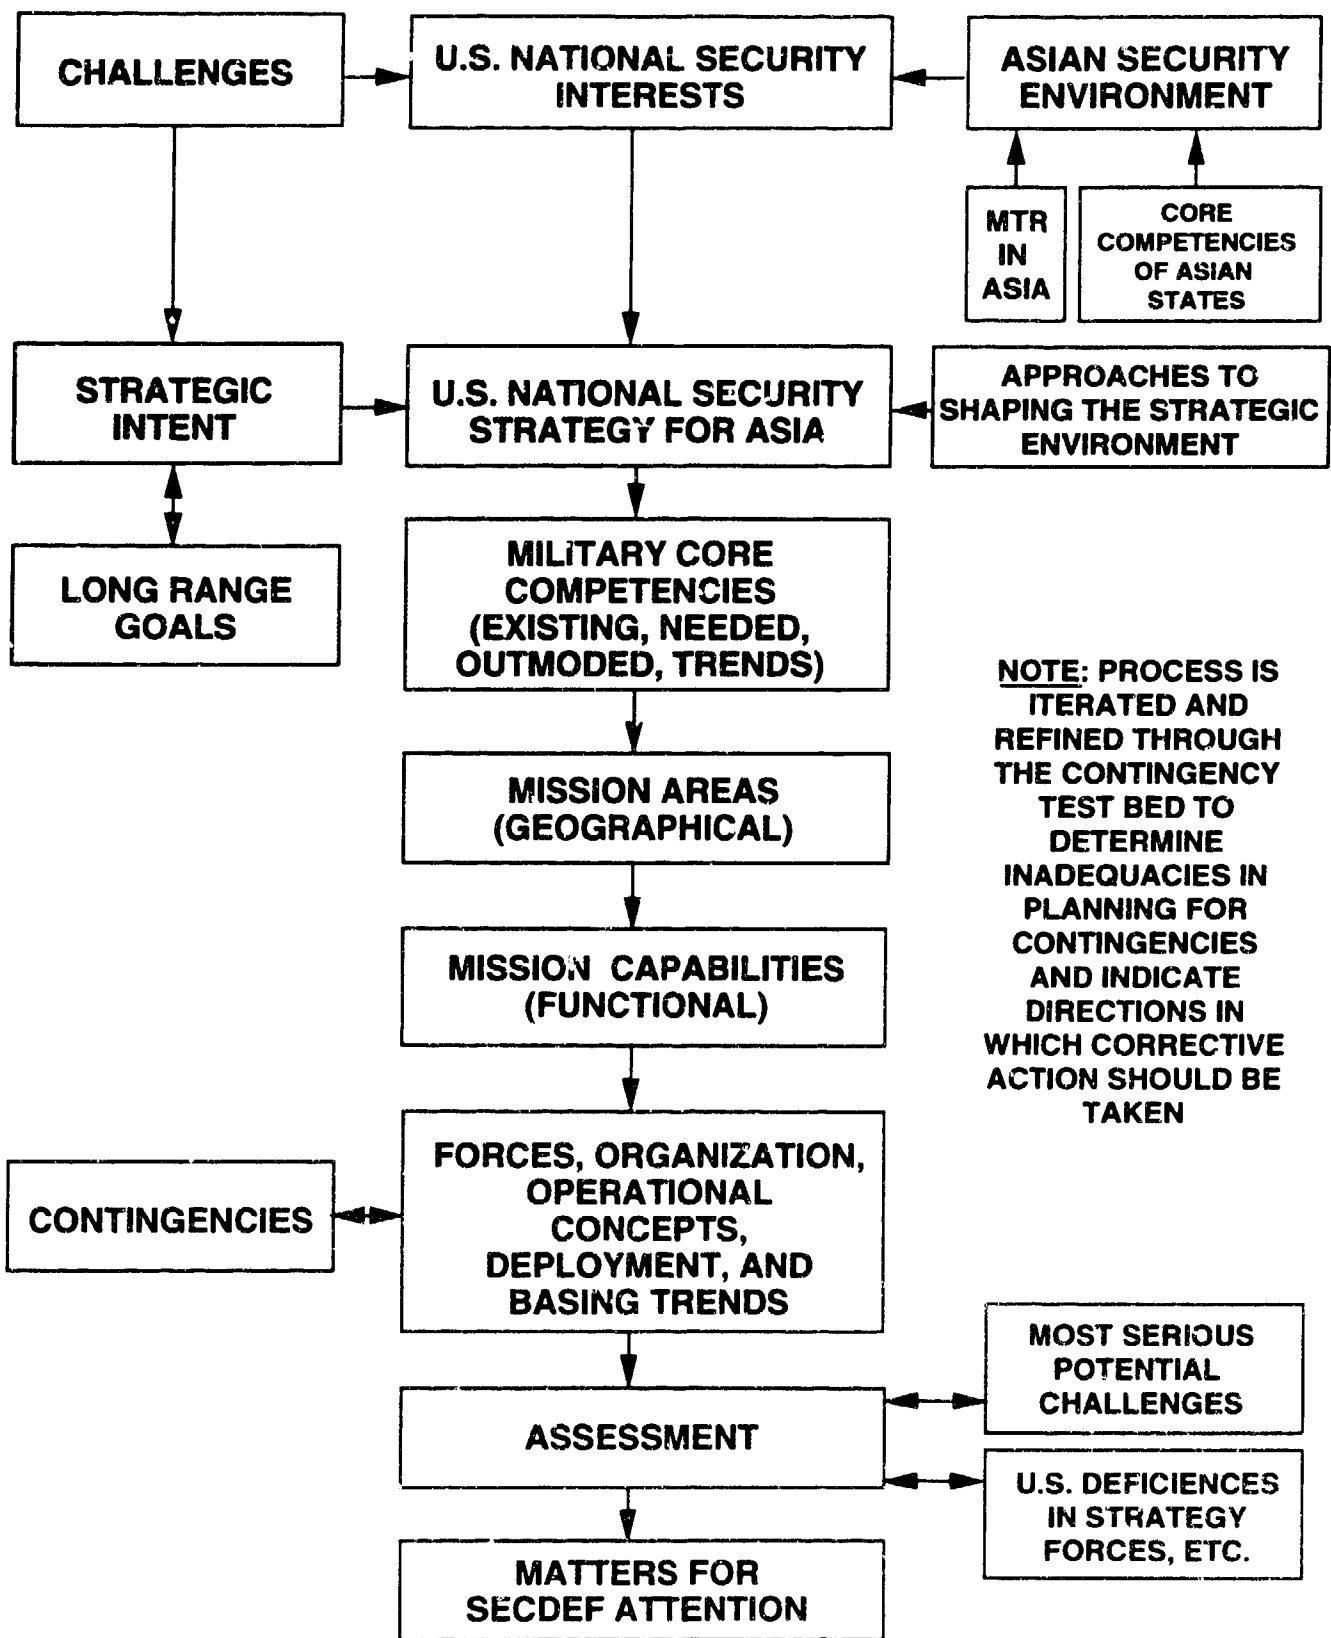 CHALLENGES
U.S. NATIONAL SECURITY
INTERESTS
ASIAN SECURITY
ENVIRONMENT
MTR
IN
ASIA
CORE
COMPETENCIES
OF ASIAN
STATES
STRATEGIC
INTENT
U.S. NATIONAL SECURITY
STRATEGY FOR ASIA
APPROACHES TO
SHAPING THE STRATEGIC
ENVIRONMENT
LONG RANGE
GOALS
MILITARY CORE
COMPETENCIES
(EXISTING, NEEDED,
OUTMODED, TRENDS)
MISSION AREAS
(GEOGRAPHICAL)
MISSION CAPABILITIES
(FUNCTIONAL)
NOTE: PROCESS IS
ITERATED AND
REFINED THROUGH
THE CONTINGENCY
TEST BED TO
DETERMINE
INADEQUACIES IN
PLANNING FOR
CONTINGENCIES
AND INDICATE
DIRECTIONS IN
WHICH CORRECTIVE
ACTION SHOULD BE
TAKEN
CONTINGENCIES
FORCES, ORGANIZATION,
OPERATIONAL
CONCEPTS,
DEPLOYMENT, AND
BASING TRENDS
ASSESSMENT
MOST SERIOUS
POTENTIAL
CHALLENGES
U.S. DEFICIENCES
IN STRATEGY
FORCES, ETC.
MATTERS FOR
SECDEF ATTENTION